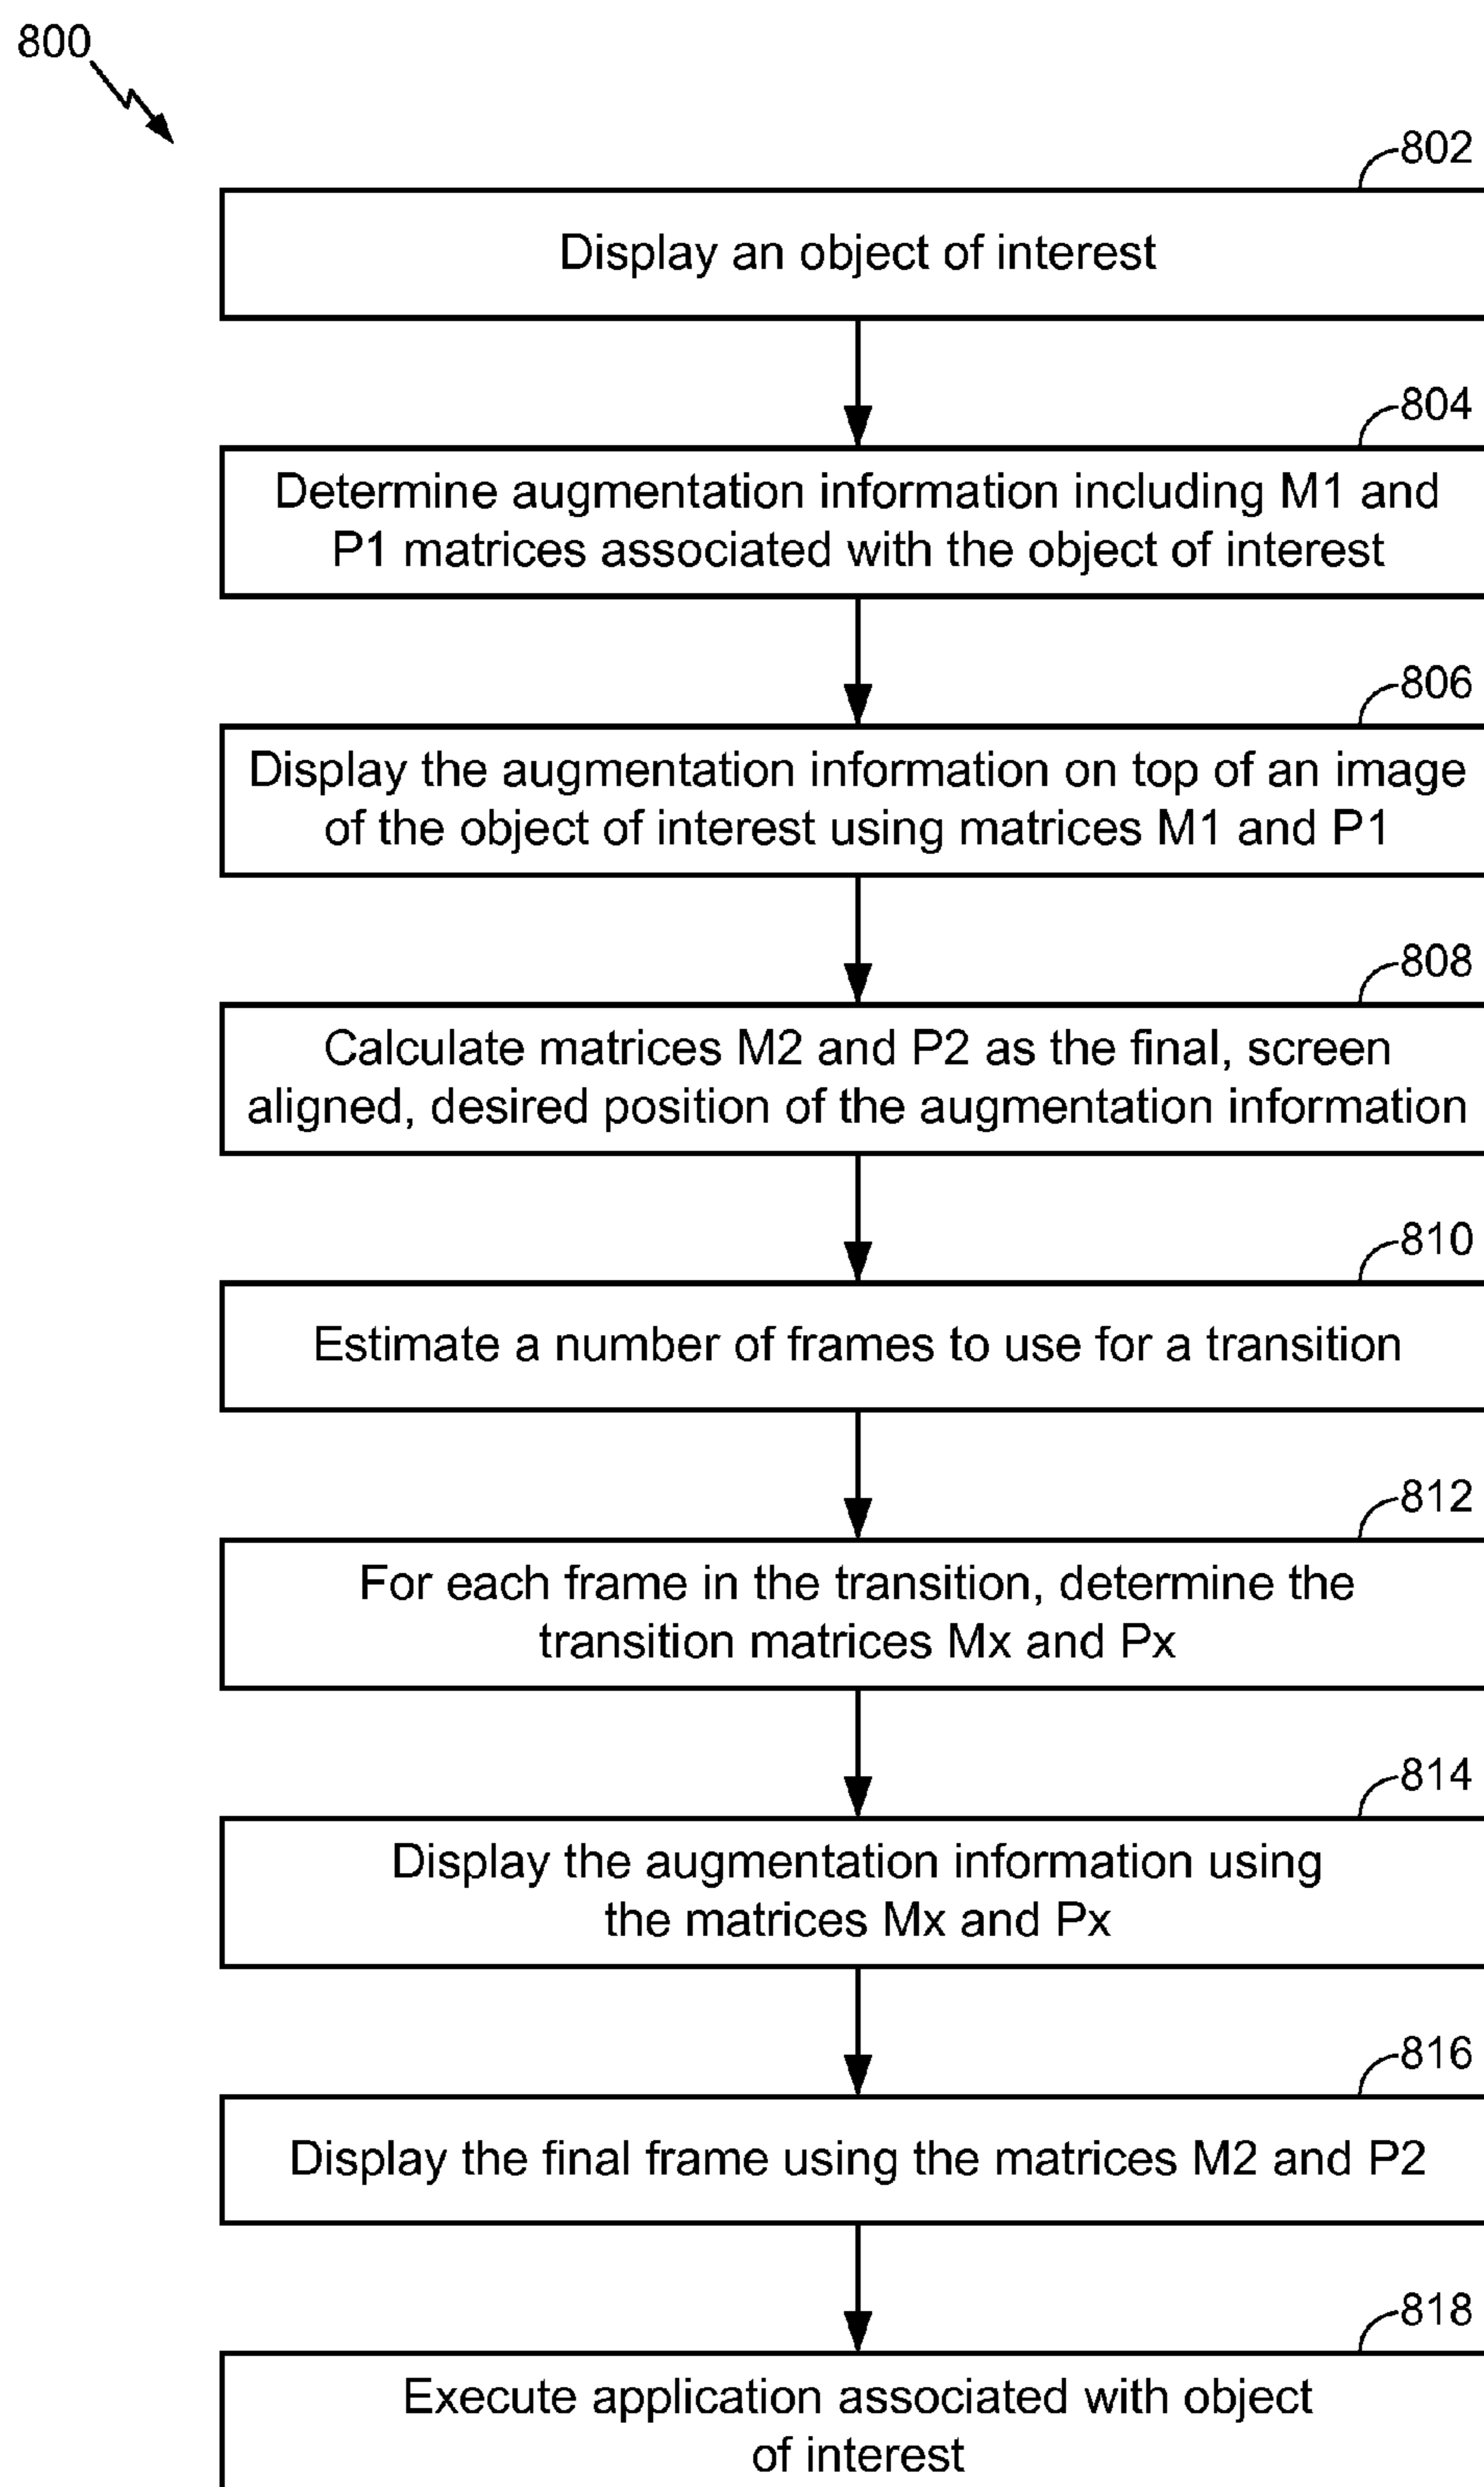 800
802
Display an object of interest
804
Determine augmentation information including M1 and
P1 matrices associated with the object of interest
806
Display the augmentation information on top of an image
of the object of interest using matrices M1 and P1
808
Calculate matrices M2 and P2 as the final, screen
aligned, desired position of the augmentation information
810
Estimate a number of frames to use for a transition
812
For each frame in the transition, determine the
transition matrices Mx and Px
814
Display the augmentation information using
the matrices Mx and Px
816
Display the final frame using the matrices M2 and P2
818
Execute application associated with object
of interest